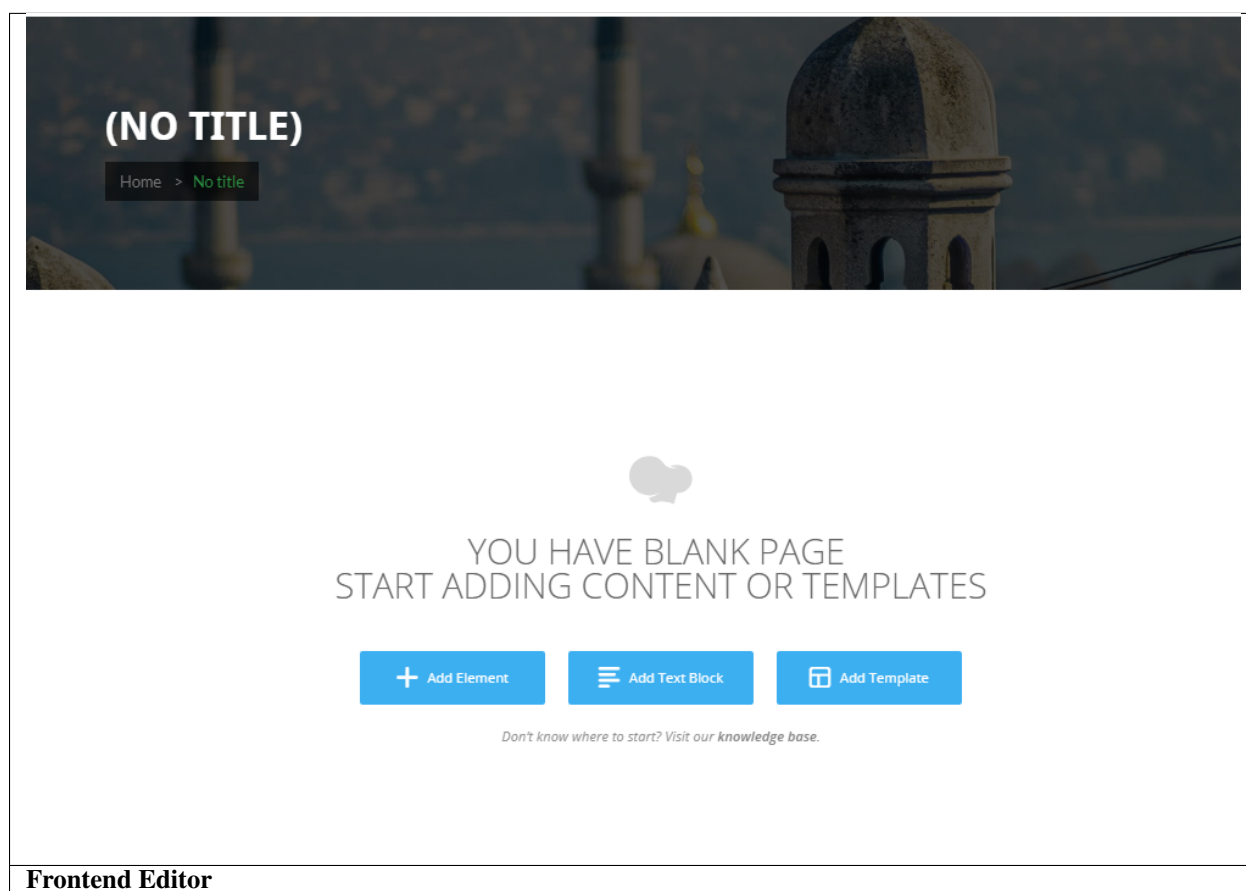 (NO TITLE)
Home > No title
YOU HAVE BLANK PAGE
START ADDING CONTENT OR TEMPLATES
Add Element
Add Text Block
Add Template
Don't know where to start? Visit our knowledge base.
Frontend Editor